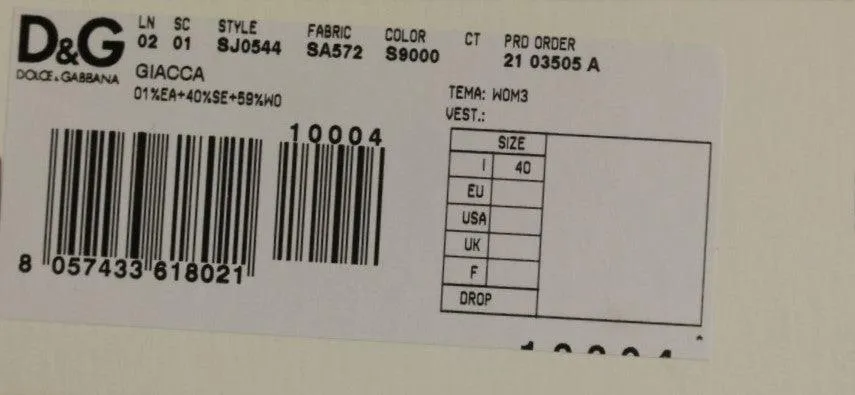 D&G
DOLCE & GABBANA
LN SC STYLE FABRIC COLOR CT PRD ORDER
02 01 SJ0544 SA572 S9000 21 03505 A
GIACCA
01%EA+40%SE+59%WO
TEMA: WOM3
VEST.:
10004
8 057433 618021
SIZE
I 40
EU
USA
UK
F
DROP